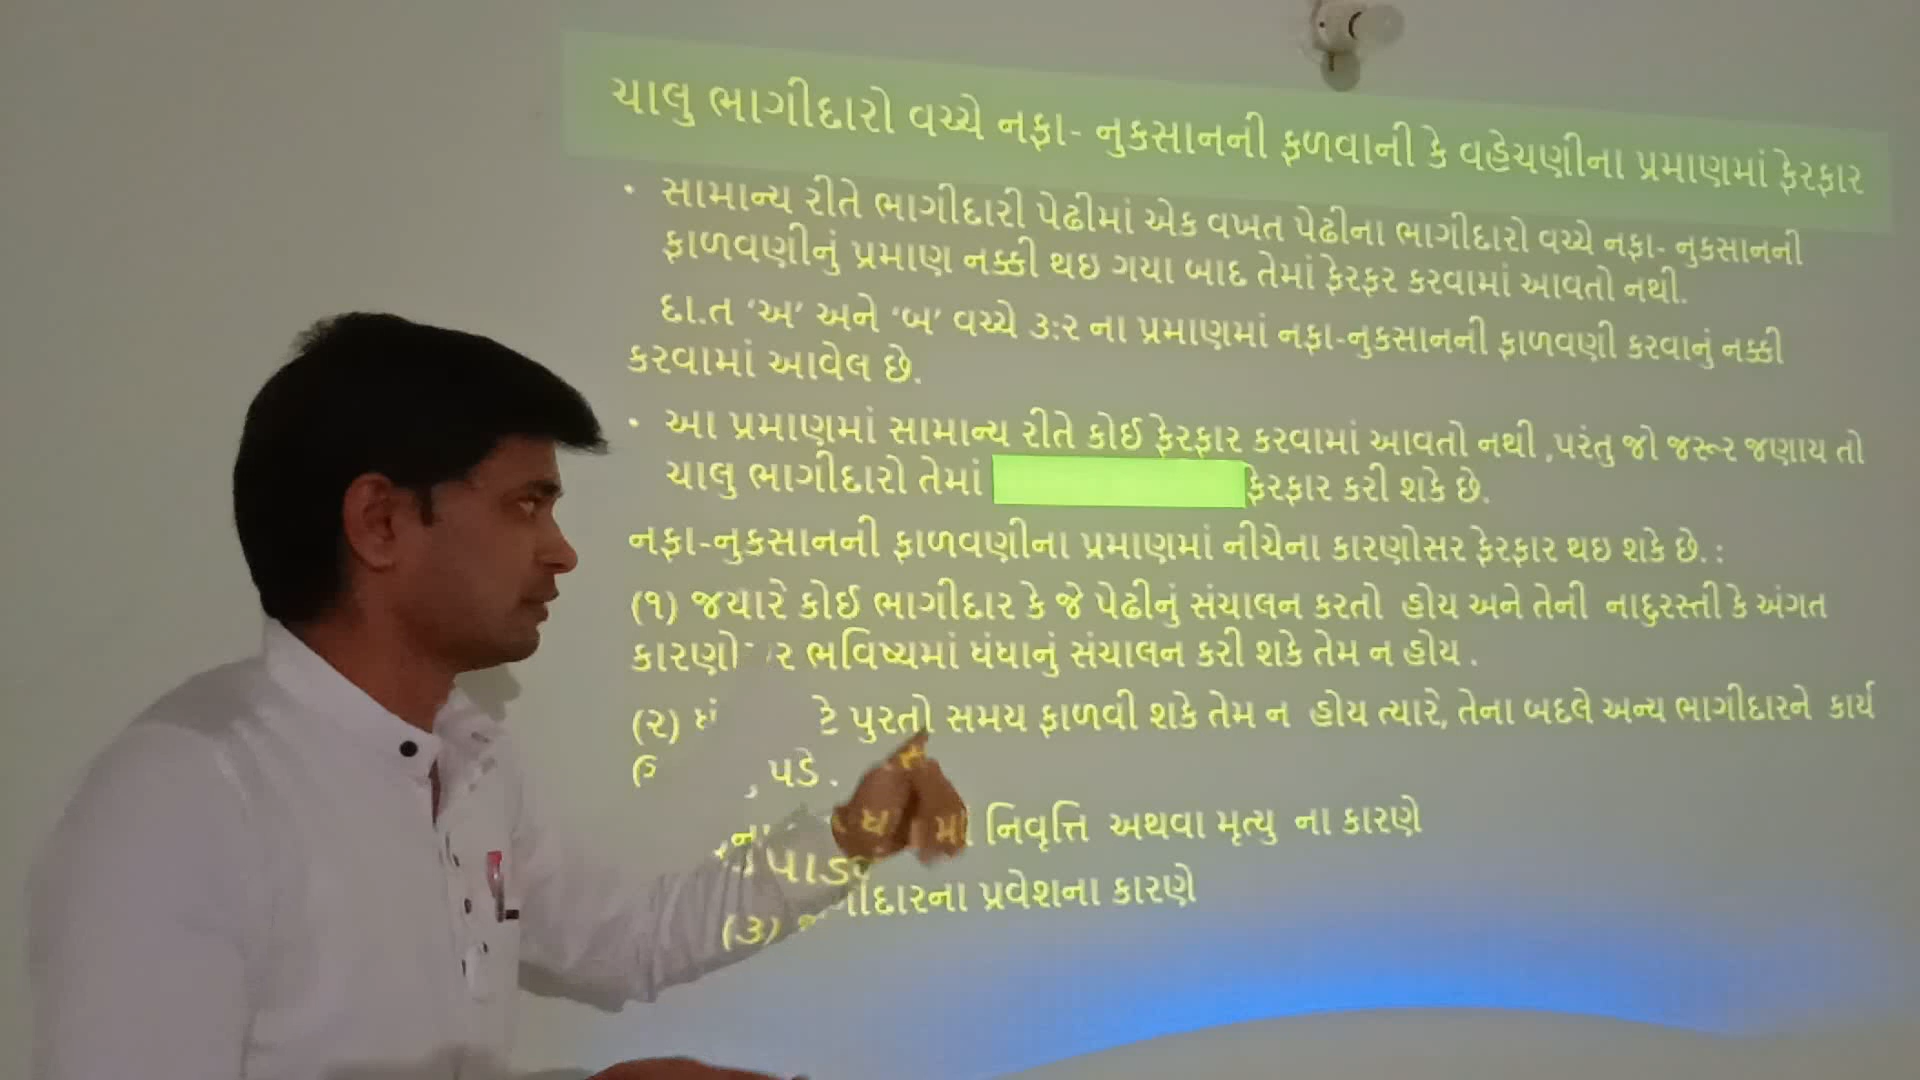 ચાલુ ભાગીદારો વચ્ચે નફા- નુકસાનની ફળવાની કે વહેચણીના પ્રમાણમાં ફેરફાર
• સામાન્ય રીતે ભાગીદારી પેઢીમાં એક વખત પેઢીના ભાગીદારો વચ્ચે નફા- નુકસાનની
ફાળવણીનું પ્રમાણ નક્કી થઇ ગયા બાદ તેમાં ફેરફર કરવામાં આવતો નથી.
દા.ત ‘અ’ અને ‘બ’ વચ્ચે ૩:૨ ના પ્રમાણમાં નફા-નુકસાનની ફાળવણી કરવાનું નક્કી
કરવામાં આવેલ છે.
• આ પ્રમાણમાં સામાન્ય રીતે કોઈ ફેરફાર કરવામાં આવતો નથી ,પરંતુ જો જરૂર જણાય તો
ચાલુ ભાગીદારો તેમાં ફેરફાર કરી શકે છે.
નફા-નુકસાનની ફાળવણીના પ્રમાણમાં નીચેના કારણોસર ફેરફાર થઇ શકે છે. :
(૧) જયારે કોઈ ભાગીદાર કે જે પેઢીનું સંચાલન કરતો હોય અને તેની નાદુરસ્તી કે અંગત
ભવિષ્યમાં ધંધાનું સંચાલન કરી શકે તેમ ન હોય .
(૨) પુરતો સમય ફાળવી શકે તેમ ન હોય ત્યારે, તેના બદલે અન્ય ભાગીદારને કાર્ય
પડે .
નિવૃત્તિ અથવા મૃત્યુ ના કારણે
(૩) પ્રવેશના કારણે